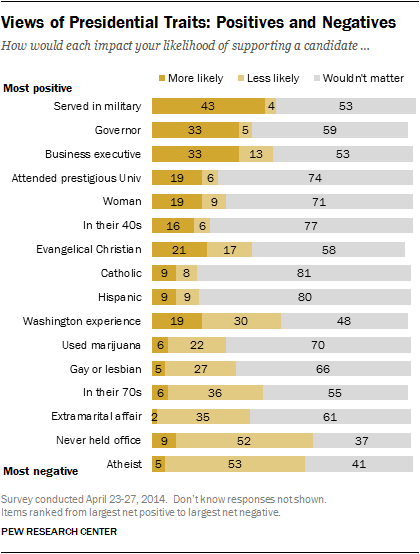 Views of Presidential Traits: Positives and Negatives
How would each impact your likelihood of supporting a candidate ...
More likely Less likely Wouldn't matter
Most positive
Served in military 43 4 53
Governor 33 5 59
Business executive 33 13 53
Attended prestigious Univ 19 6 74
Woman 19 9 71
In their 40s 16 6 77
Evangelical Christian 21 17 58
Catholic 9 8 81
Hispanic 9 9 80
Washington experience 19 30 48
Used marijuana 6 22 70
Gay or lesbian 5 27 66
In their 70s 6 36 55
Extramarital affair 2 35 61
Never held office 9 52 37
Most negative
Atheist 5 53 41
Survey conducted April 23-27, 2014. Don't know responses not shown.
Items ranked from largest net positive to largest net negative.
PEW RESEARCH CENTER